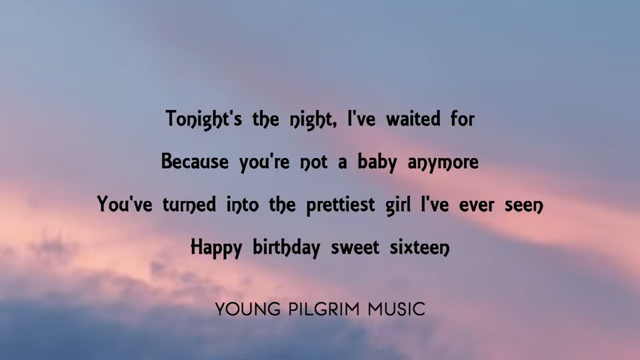 Tonight's the night, I've waited for
Because you're not a baby anymore
You've turned into the prettiest girl I've ever seen
Happy birthday sweet sixteen
YOUNG PILGRIM MUSIC